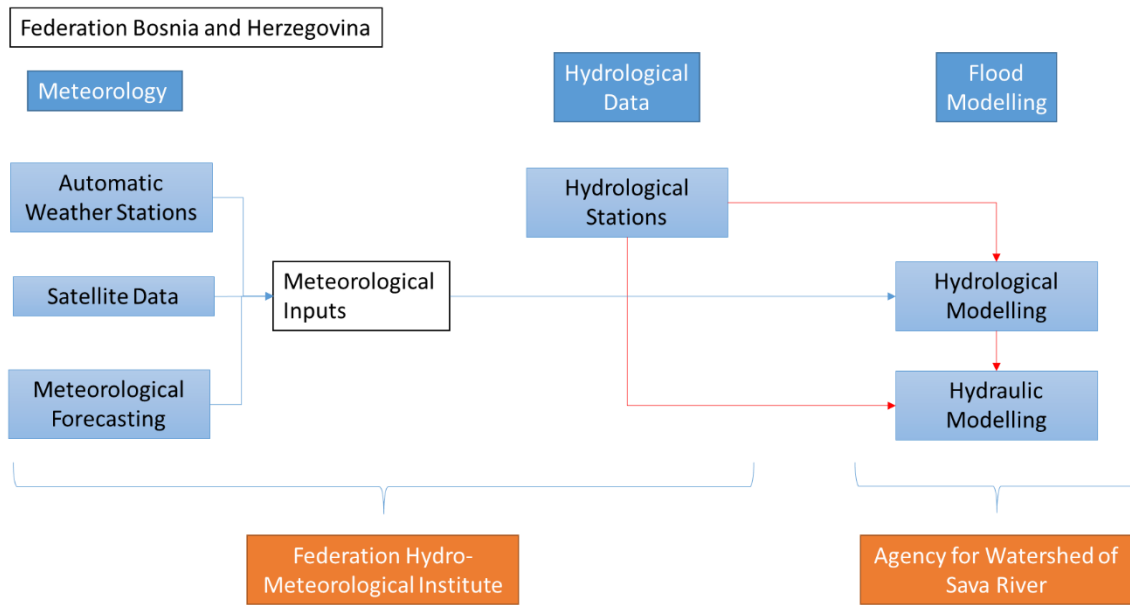 Federation Bosnia and Herzegovina
Meteorology
Hydrological
Data
Flood
Modelling
Automatic
Weather Stations
Hydrological
Stations
Satellite Data
Meteorological
Inputs
Hydrological
Modelling
Meteorological
Forecasting
Hydraulic
Modelling
Federation Hydro-
Meteorological Institute
Agency for Watershed of
Sava River